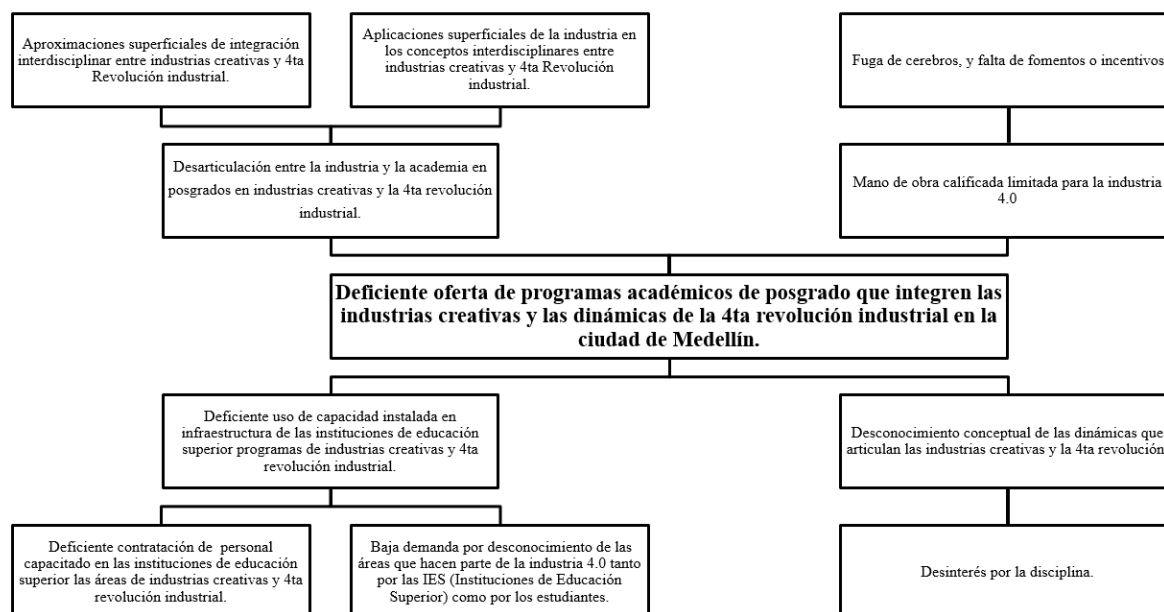 Aproximaciones superficiales de integración
interdisciplinar entre industrias creativas y 4ta
Revolución industrial.
Aplicaciones superficiales de la industria en
los conceptos interdisciplinares entre
industrias creativas y 4ta Revolución
industrial.
Fuga de cerebros, y falta de fomentos o incentivos
Desarticulación entre la industria y la academia en
posgrados en industrias creativas y la 4ta revolución
industrial.
Mano de obra calificada limitada para la industria
4.0
Deficiente oferta de programas académicos de posgrado que integren las
industrias creativas y las dinámicas de la 4ta revolución industrial en la
ciudad de Medellín.
Deficiente uso de capacidad instalada en
infraestructura de las instituciones de educación
superior programas de industrias creativas y 4ta
revolución industrial.
Desconocimiento conceptual de las dinámicas que
articulan las industrias creativas y la 4ta revolución
Deficiente contratación de personal
capacitado en las instituciones de educación
superior las áreas de industrias creativas y 4ta
revolución industrial.
Baja demanda por desconocimiento de las
áreas que hacen parte de la industria 4.0 tanto
por las IES (Instituciones de Educación
Superior) como por los estudiantes.
Desinterés por la disciplina.